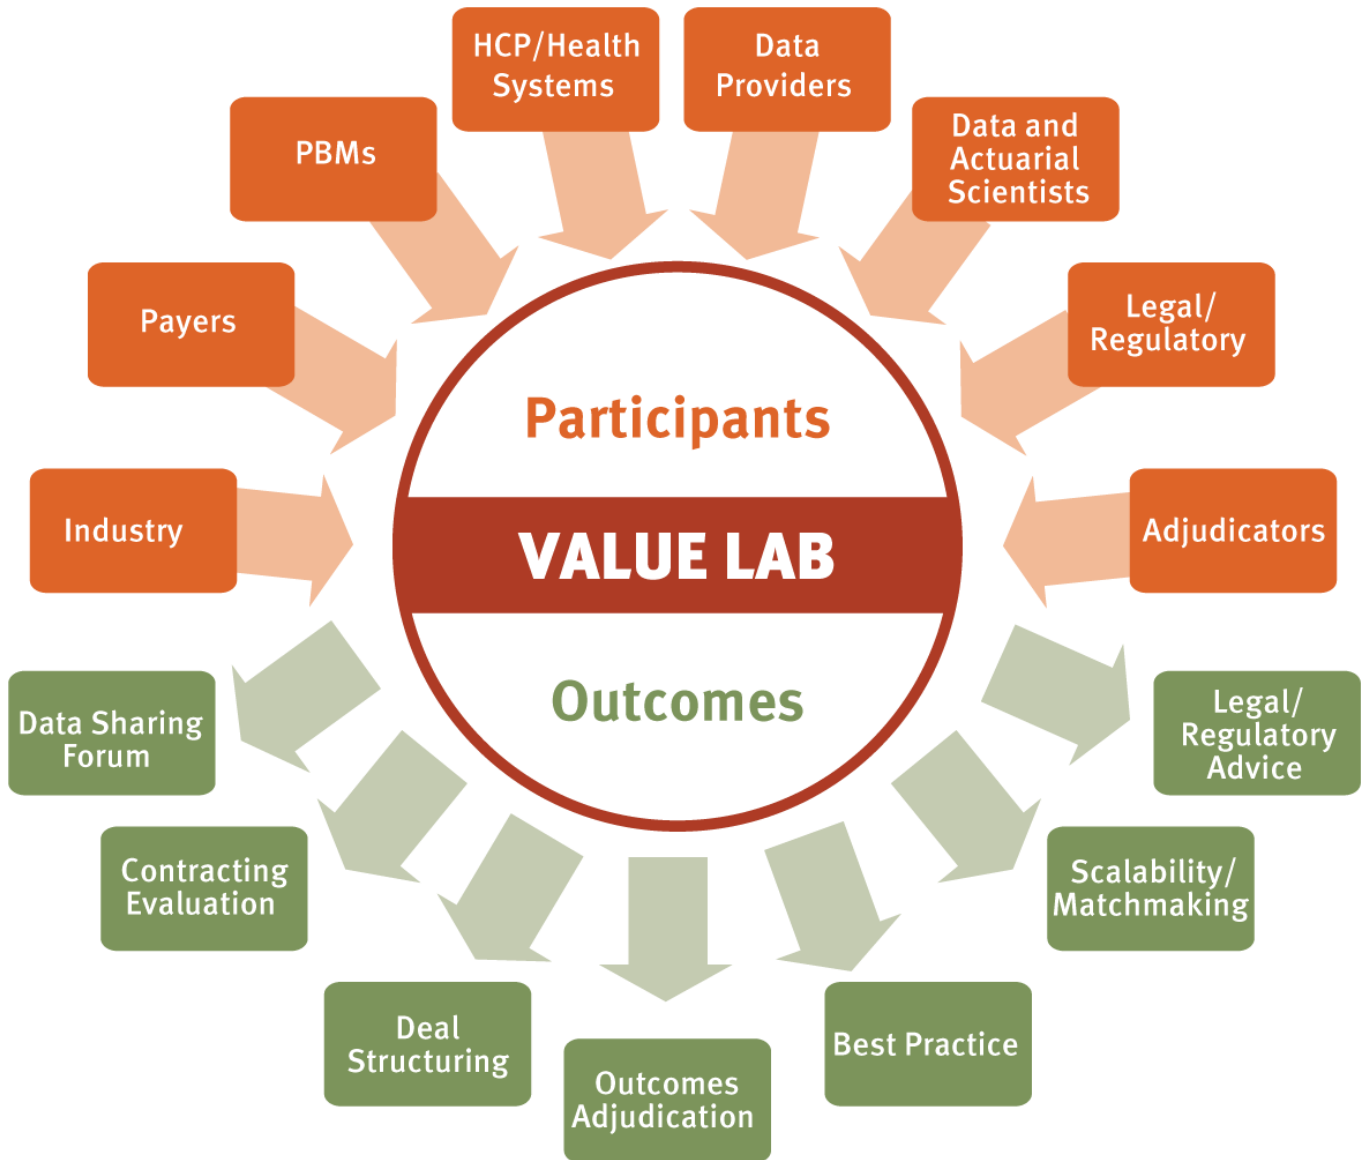 HCP/Health
Systems
Data
Providers
PBMs
Data and
Actuarial
Scientists
Payers
Legal/
Regulatory
Industry
Adjudicators
Participants
VALUE LAB
Outcomes
Data Sharing
Forum
Legal/
Regulatory
Advice
Contracting
Evaluation
Scalability/
Matchmaking
Deal
Structuring
Best Practice
Outcomes
Adjudication